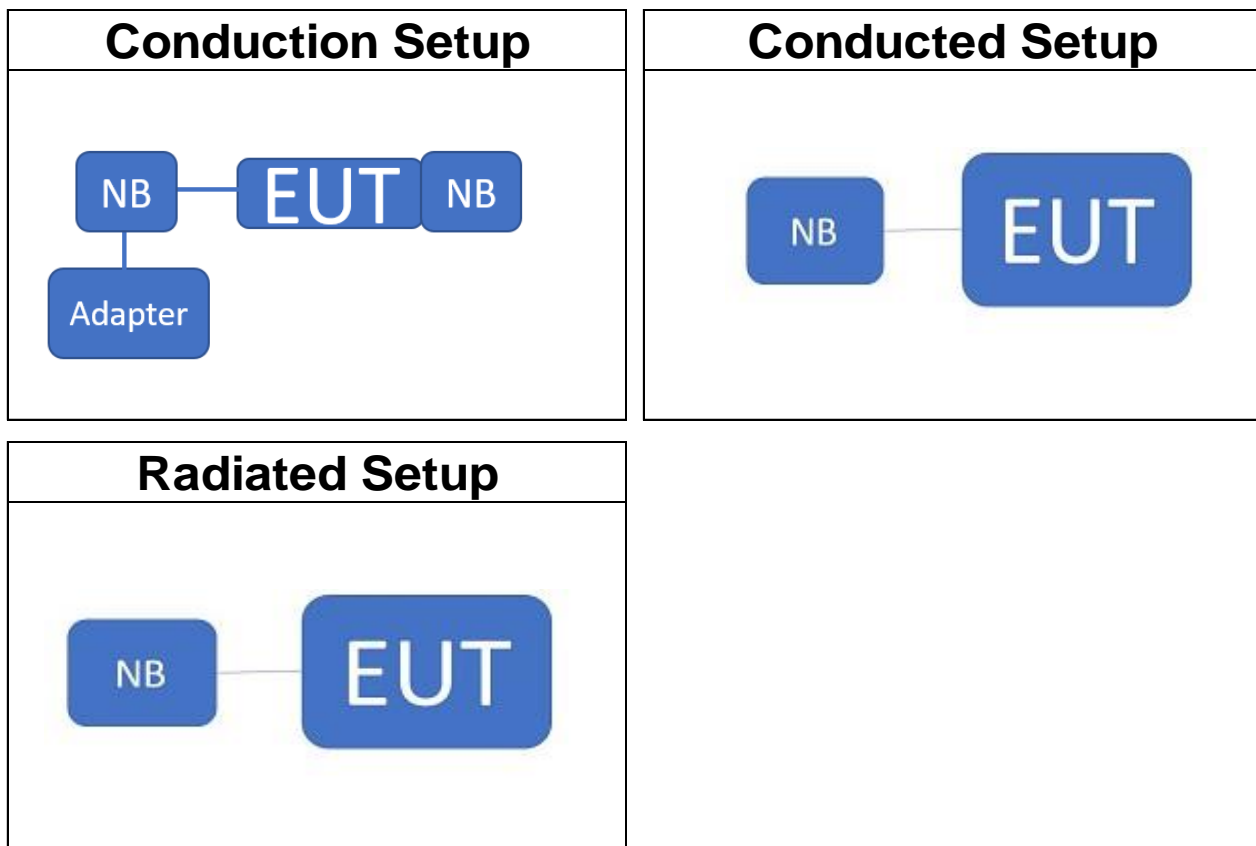 Conduction Setup
NB
EUT
NB
Adapter
Conducted Setup
NB
EUT
Radiated Setup
NB
EUT